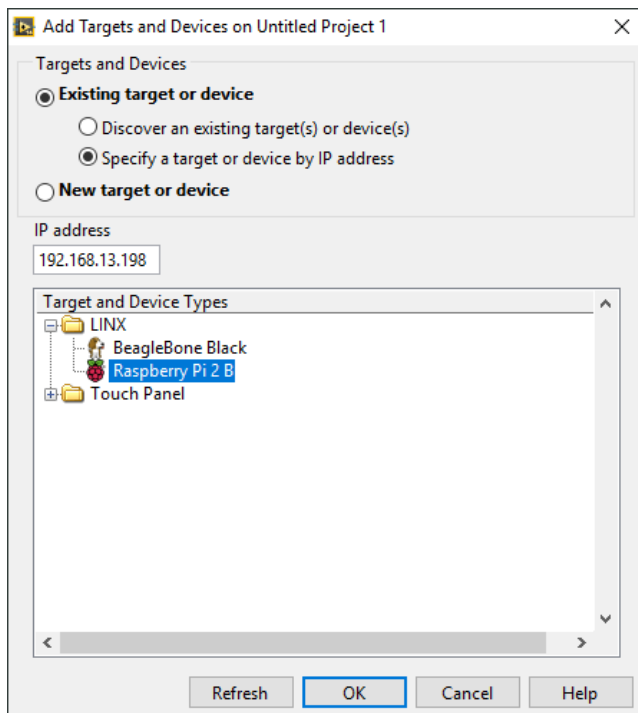 Add Targets and Devices on Untitled Project 1
Targets and Devices
Existing target or device
Discover an existing target(s) or device(s)
Specify a target or device by IP address
New target or device
IP address
192.168.13.198
Target and Device Types
LINX
BeagleBone Black
Raspberry Pi 2 B
Touch Panel
Refresh OK Cancel Help